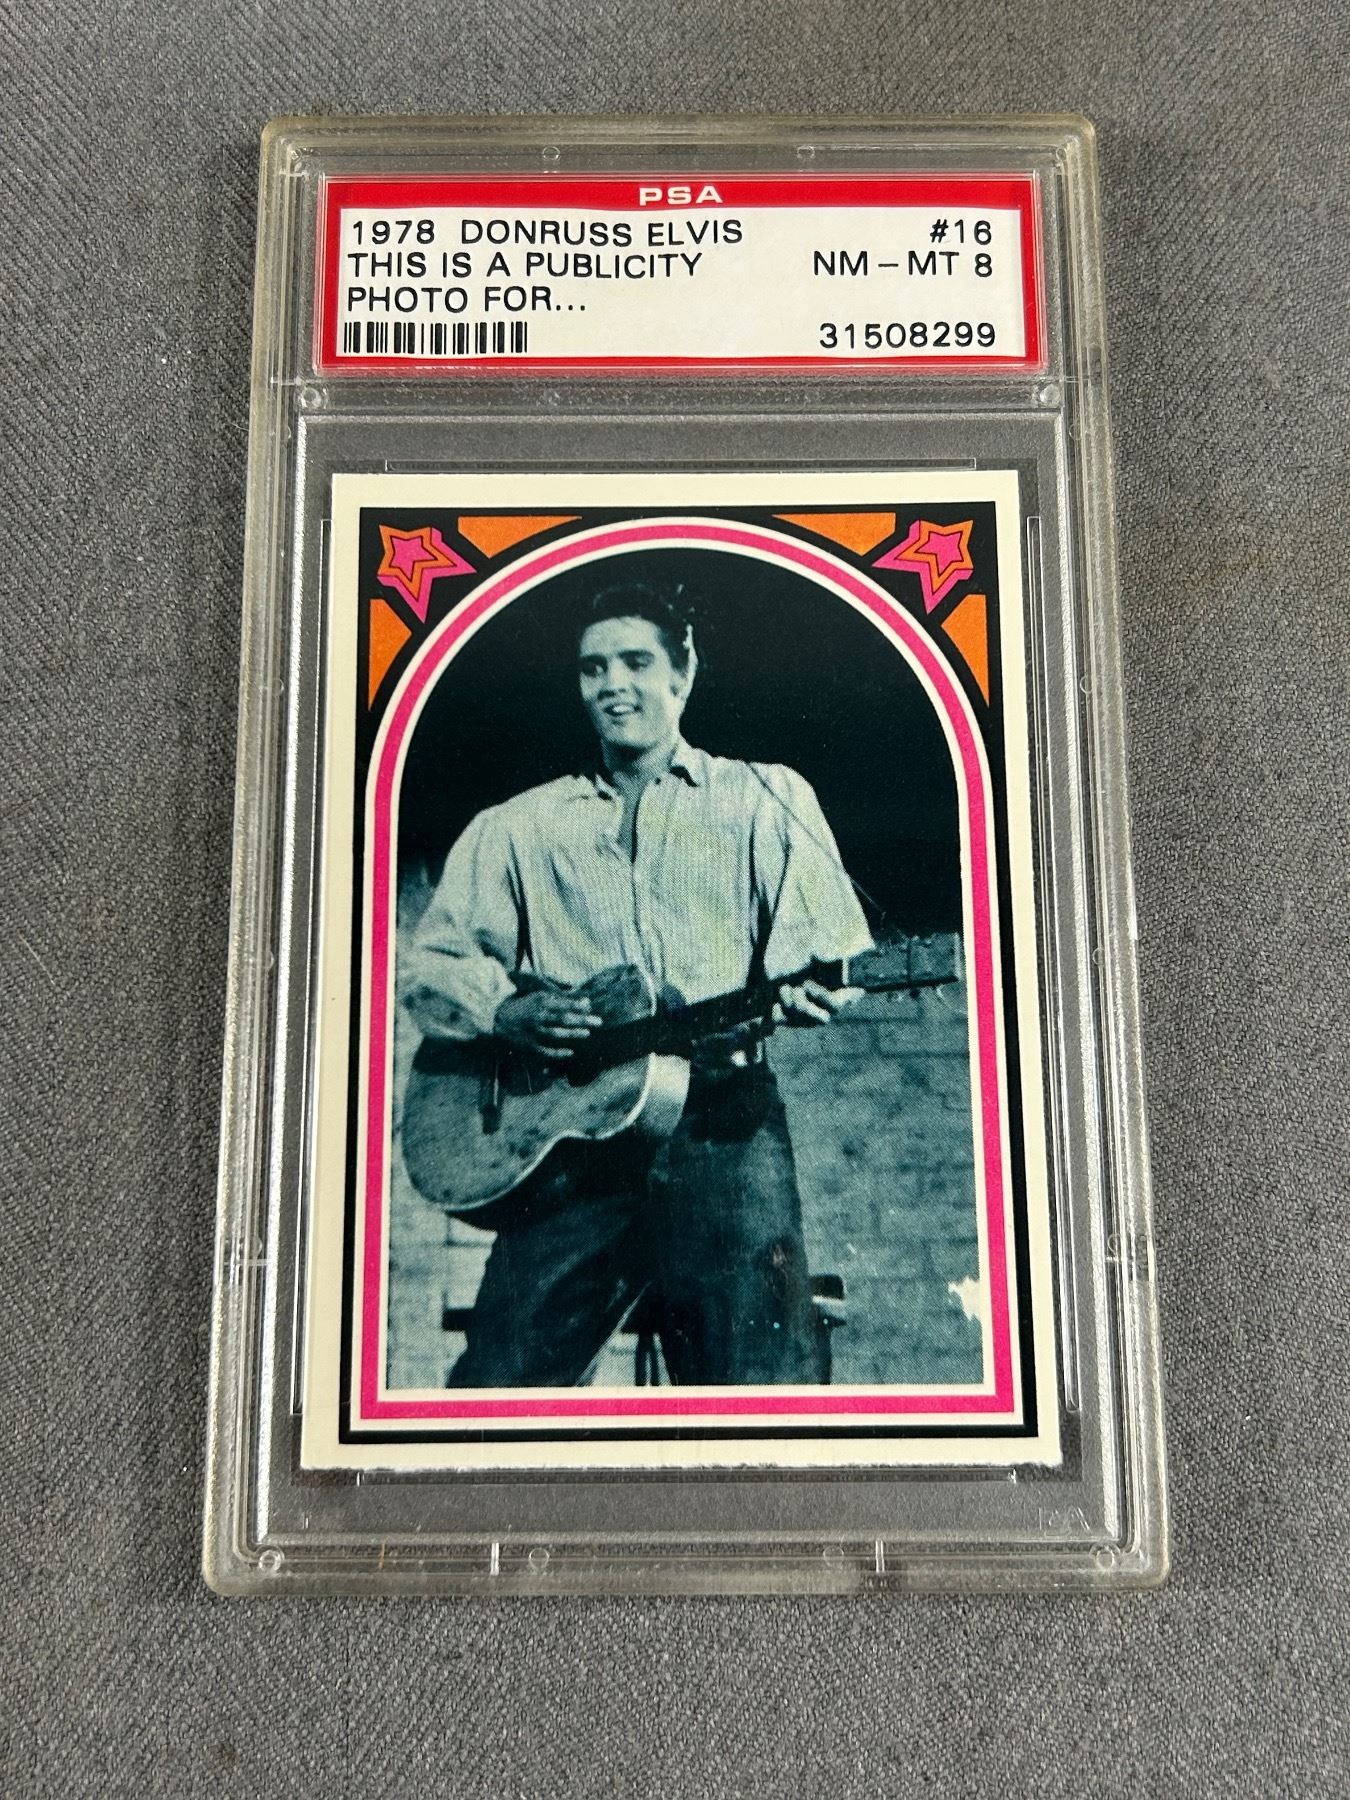 PSA
1978 DONRUSS ELVIS #16
THIS IS A PUBLICITY NM - MT 8
PHOTO FOR...
31508299